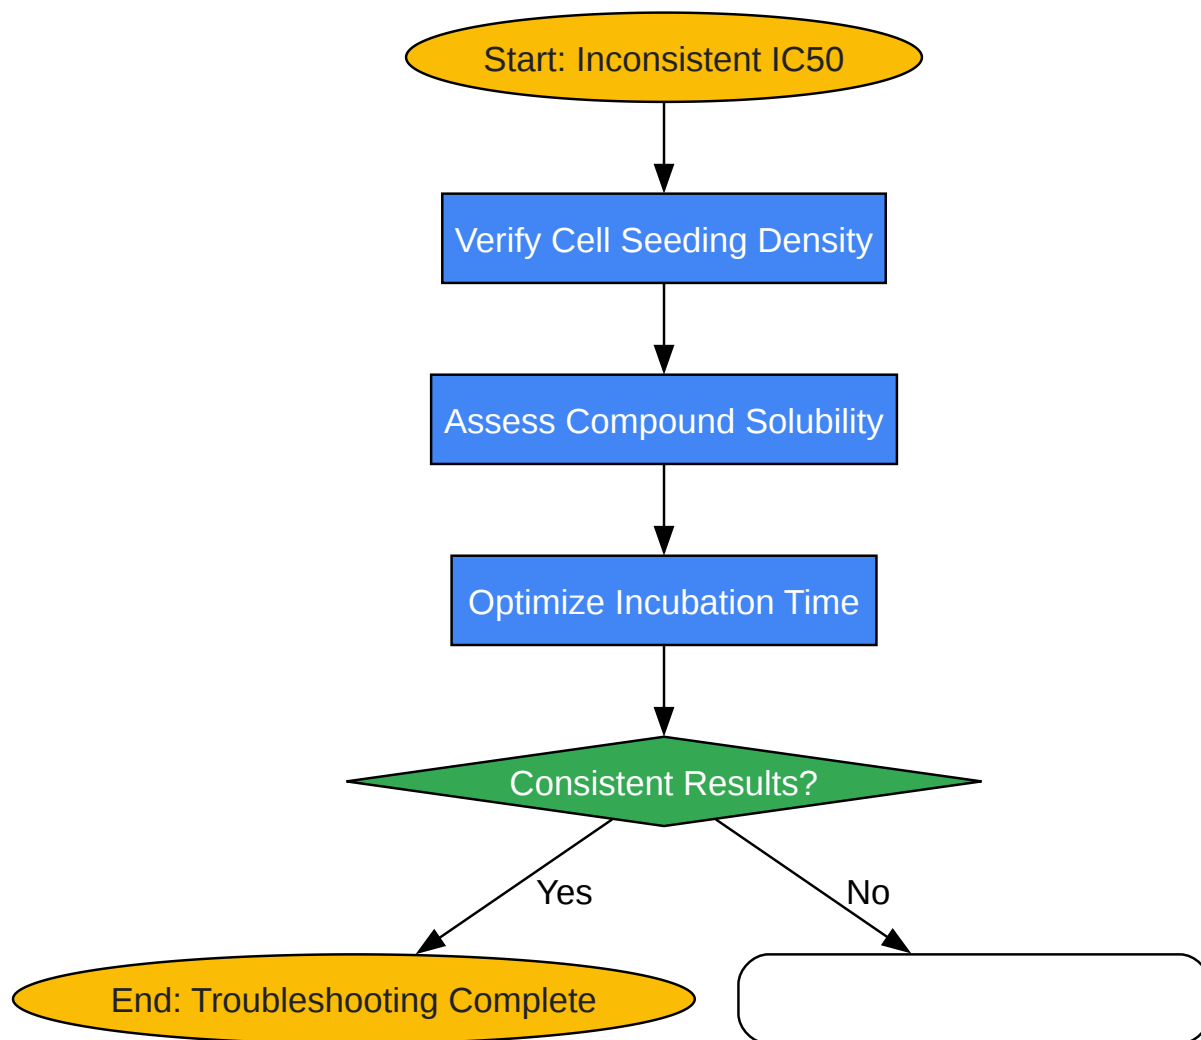 Start: Inconsistent IC50
Verify Cell Seeding Density
Assess Compound Solubility
Optimize Incubation Time
Consistent Results?
Yes
No
End: Troubleshooting Complete